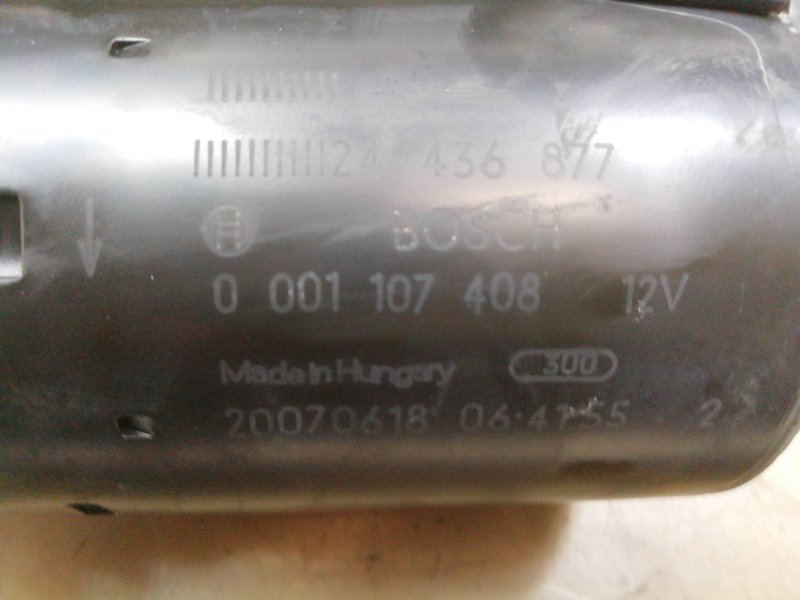 24 436 877
BOSCH
0 001 107 408 12V
Made in Hungary 300
20070618 06:41:55 2